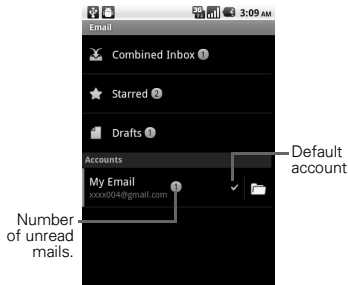 3G
3:09 AM
Email
Combined Inbox 1
Starred 2
Drafts 1
Accounts
My Email 1
xxxx004@gmail.com
Default
account
Number
of unread
mails.